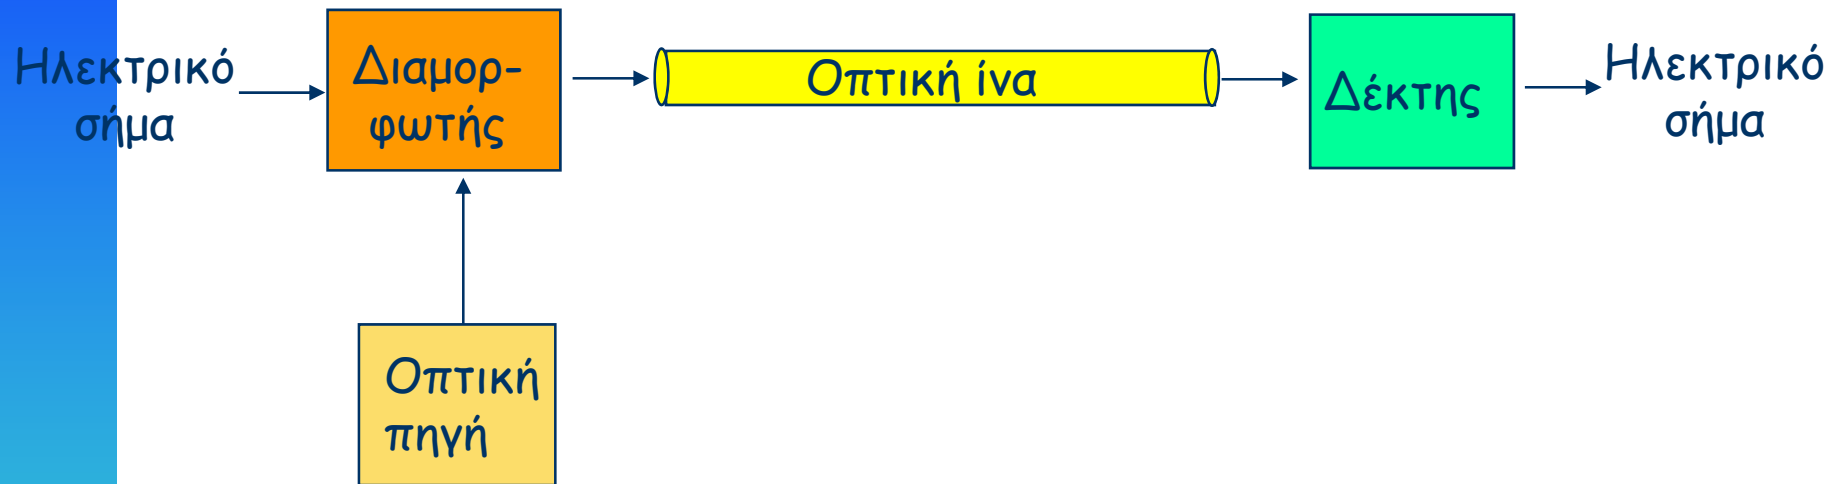 Ηλεκτρικό
σήμα
Διαμορ-
φωτής
Οπτική ίνα
Δέκτης
Ηλεκτρικό
σήμα
Οπτική
πηγή